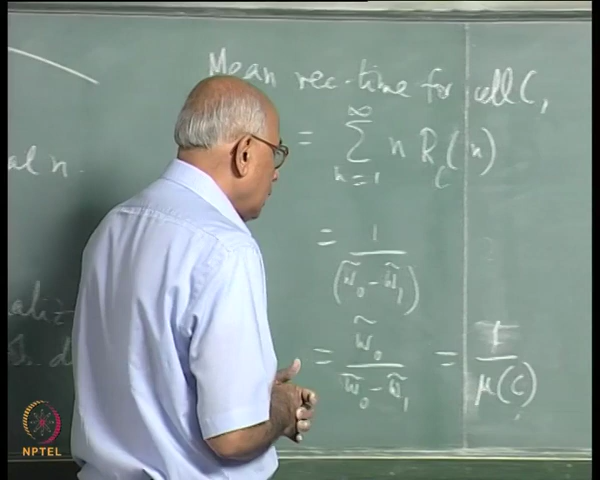 Mean rec. time for cell C,
al n.
= ∞ Σ n=1 n R_C(n)
= 1 / (w̃_0 - w̃_1)
= w̃_0 / (w̃_0 - w̃_1) = 1 / μ(C)
NPTEL